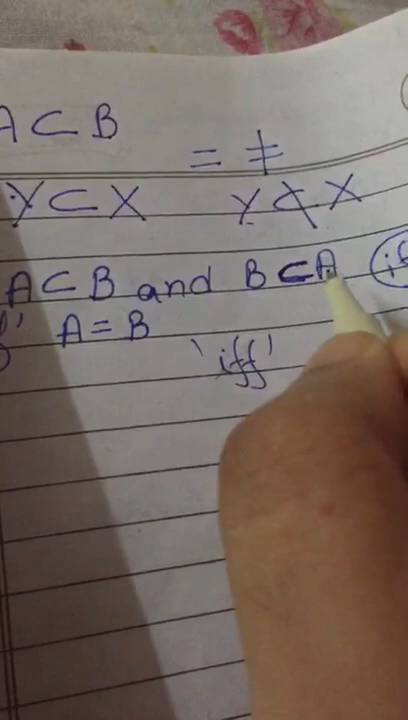 A ⊂ B
= ≠
Y ⊂ X Y ⊄ X
A ⊂ B and B ⊂ A
A = B
'iff'